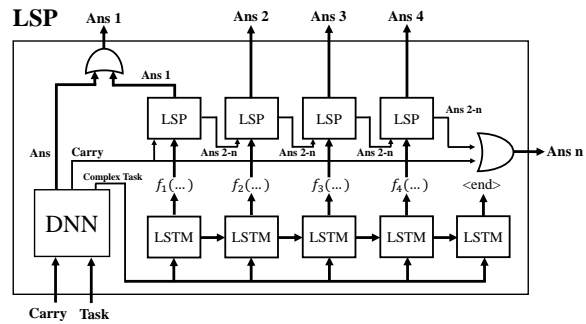 LSP
Ans 1
Ans 2
Ans 3
Ans 4
Ans 1
LSP
LSP
LSP
LSP
Ans 2-n
Ans
Carry
Ans 2-n
Ans 2-n
Ans 2-n
Ans n
Complex Task
f₁(...)
f₂(...)
f₃(...)
f₄(...)
<end>
DNN
LSTM
LSTM
LSTM
LSTM
LSTM
Carry
Task